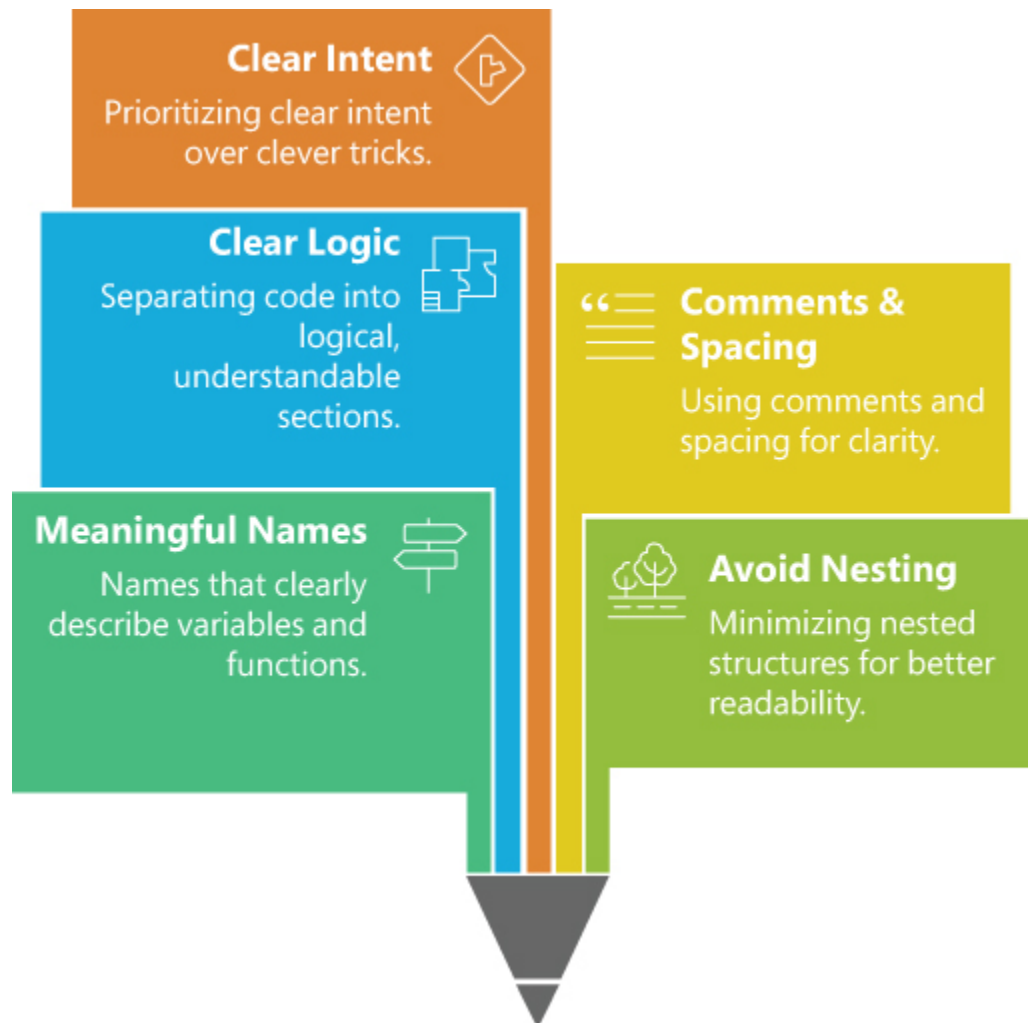 Clear Intent
Prioritizing clear intent
over clever tricks.
Clear Logic
Separating code into
logical,
understandable
sections.
Meaningful Names
Names that clearly
describe variables and
functions.
Comments &
Spacing
Using comments and
spacing for clarity.
Avoid Nesting
Minimizing nested
structures for better
readability.